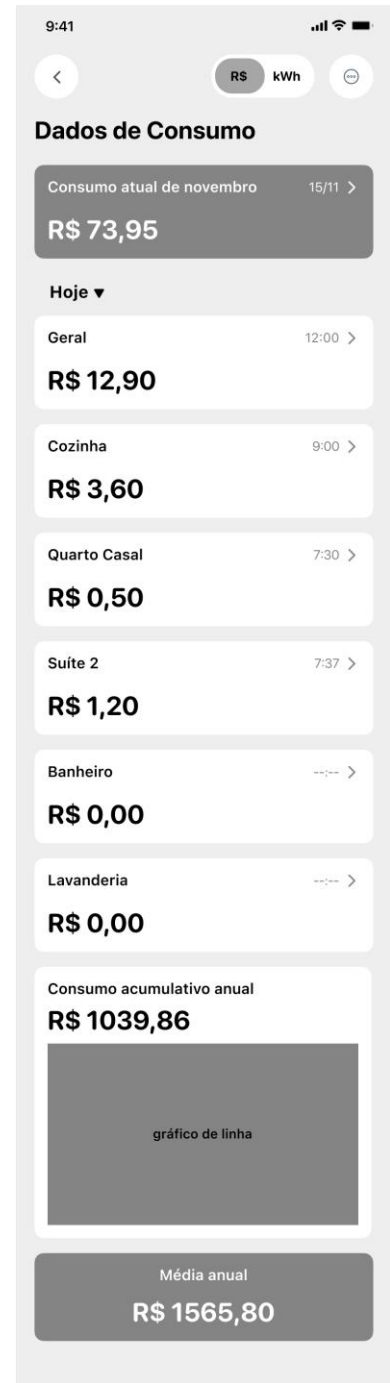 9:41
R$ kWh
Dados de Consumo
Consumo atual de novembro 15/11
R$ 73,95
Hoje
Geral 12:00
R$ 12,90
Cozinha 9:00
R$ 3,60
Quarto Casal 7:30
R$ 0,50
Suíte 2 7:37
R$ 1,20
Banheiro --:--
R$ 0,00
Lavanderia --:--
R$ 0,00
Consumo acumulativo anual
R$ 1039,86
gráfico de linha
Média anual
R$ 1565,80